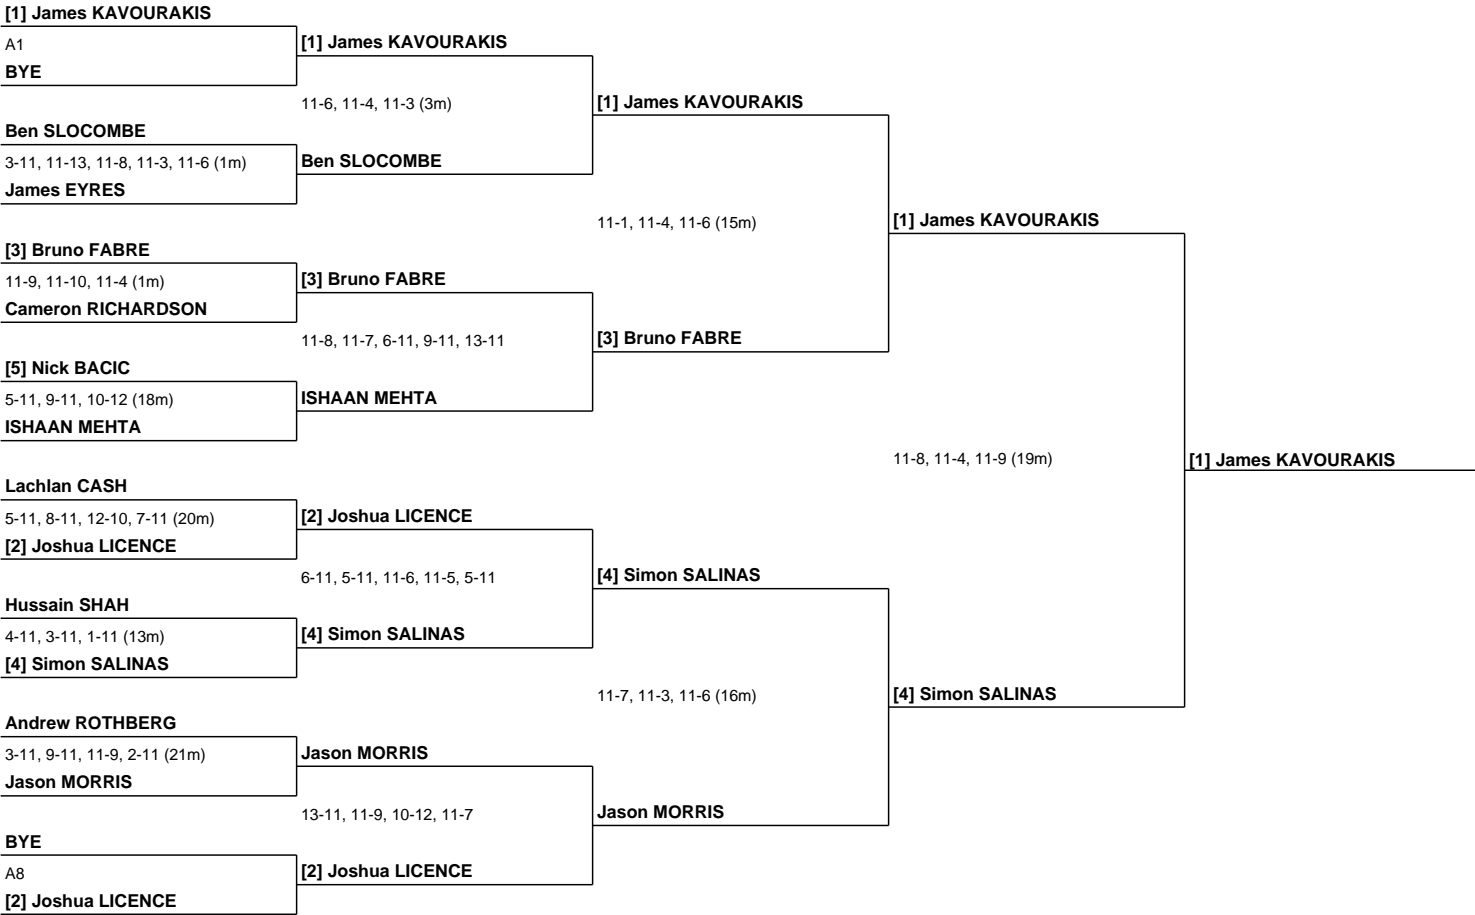 [1] James KAVOURAKIS
A1
BYE
Ben SLOCOMBE
3-11, 11-13, 11-8, 11-3, 11-6 (1m)
James EYRES
[3] Bruno FABRE
11-9, 11-10, 11-4 (1m)
Cameron RICHARDSON
[5] Nick BACIC
5-11, 9-11, 10-12 (18m)
ISHAAN MEHTA
Lachlan CASH
5-11, 8-11, 12-10, 7-11 (20m)
[2] Joshua LICENCE
Hussain SHAH
4-11, 3-11, 1-11 (13m)
[4] Simon SALINAS
Andrew ROTHBERG
3-11, 9-11, 11-9, 2-11 (21m)
Jason MORRIS
BYE
A8
[2] Joshua LICENCE
[1] James KAVOURAKIS
11-6, 11-4, 11-3 (3m)
Ben SLOCOMBE
[3] Bruno FABRE
11-8, 11-7, 6-11, 9-11, 13-11
ISHAAN MEHTA
[2] Joshua LICENCE
6-11, 5-11, 11-6, 11-5, 5-11
[4] Simon SALINAS
Jason MORRIS
13-11, 11-9, 10-12, 11-7
[2] Joshua LICENCE
[1] James KAVOURAKIS
11-1, 11-4, 11-6 (15m)
[3] Bruno FABRE
[4] Simon SALINAS
11-7, 11-3, 11-6 (16m)
Jason MORRIS
[1] James KAVOURAKIS
11-8, 11-4, 11-9 (19m)
[4] Simon SALINAS
[1] James KAVOURAKIS